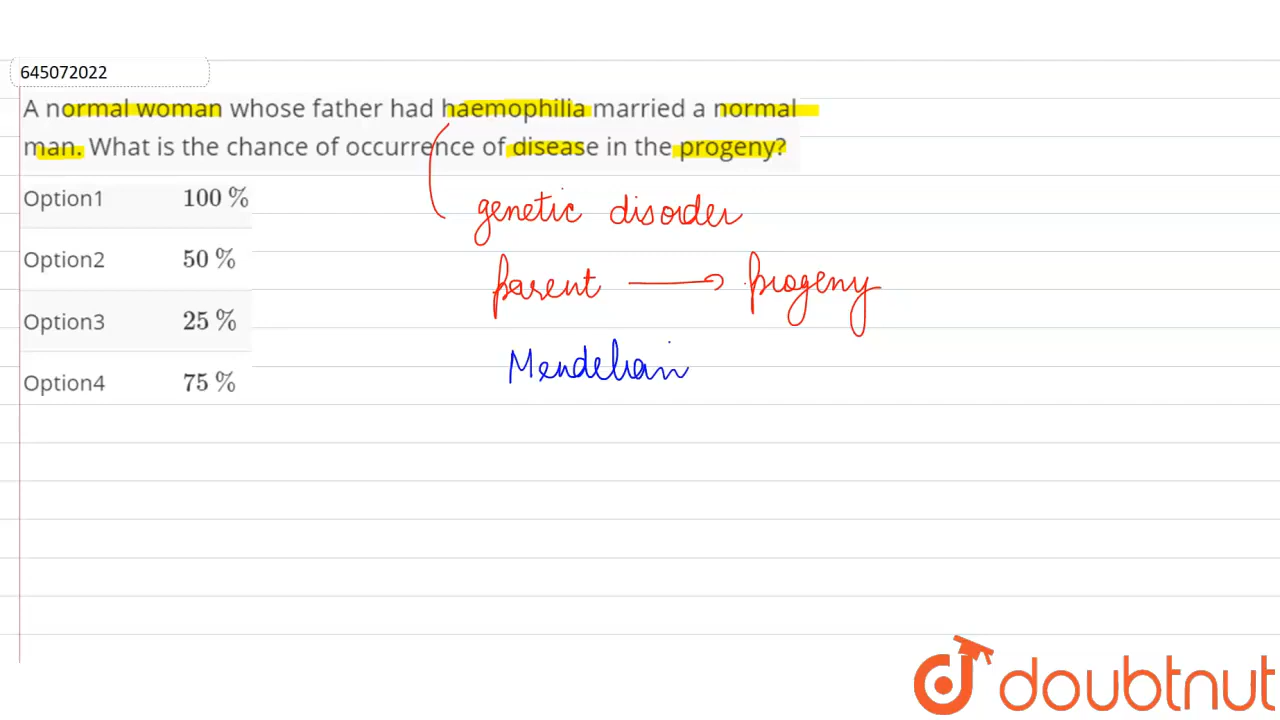 645072022
A normal woman whose father had haemophilia married a normal
man. What is the chance of occurrence of disease in the progeny?
Option1 100 %
Option2 50 %
Option3 25 %
Option4 75 %
genetic disorder
Parent → Progeny
Mendelian
doubtnut